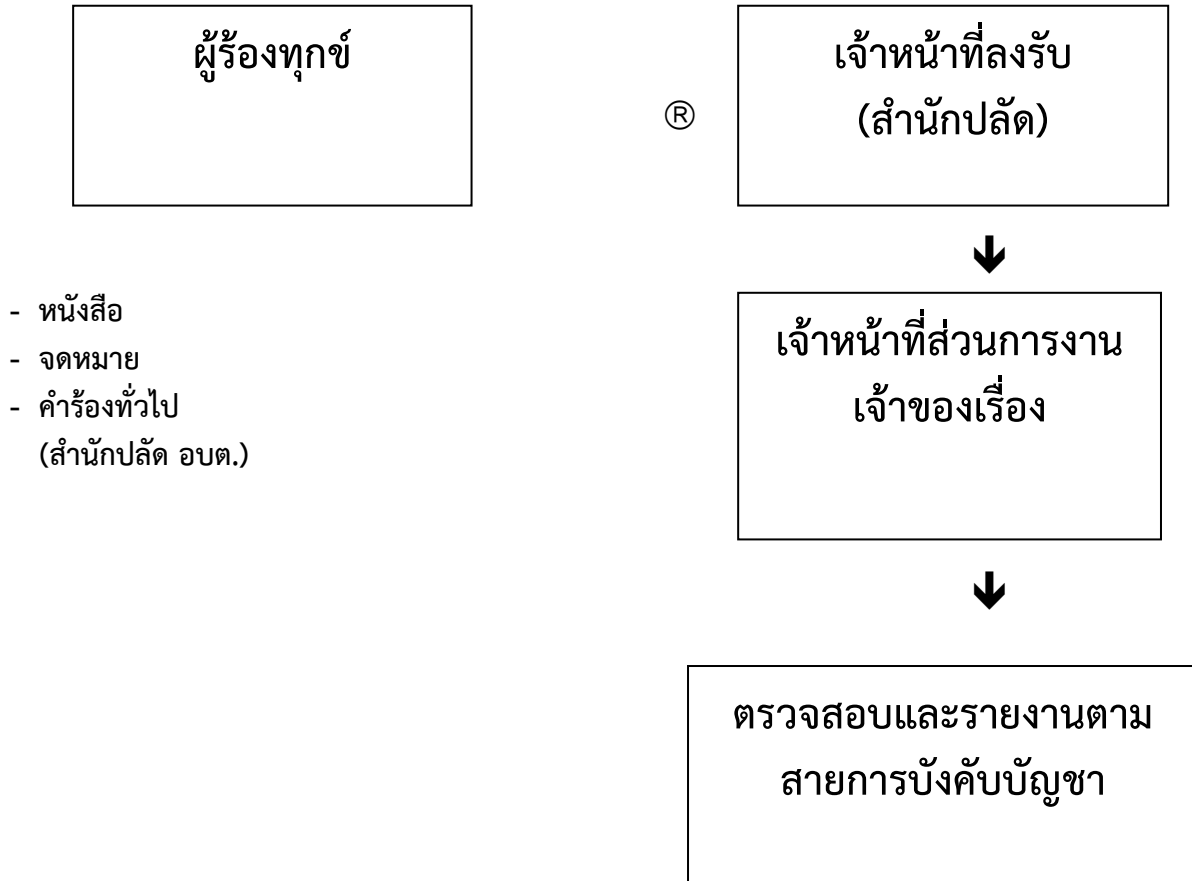 ผู้ร้องทุกข์
®
เจ้าหน้าที่ลงรับ
(สำนักปลัด)
- หนังสือ
- จดหมาย
- คำร้องทั่วไป
(สำนักปลัด อบต.)
เจ้าหน้าที่ส่วนการงาน
เจ้าของเรื่อง
ตรวจสอบและรายงานตาม
สายการบังคับบัญชา